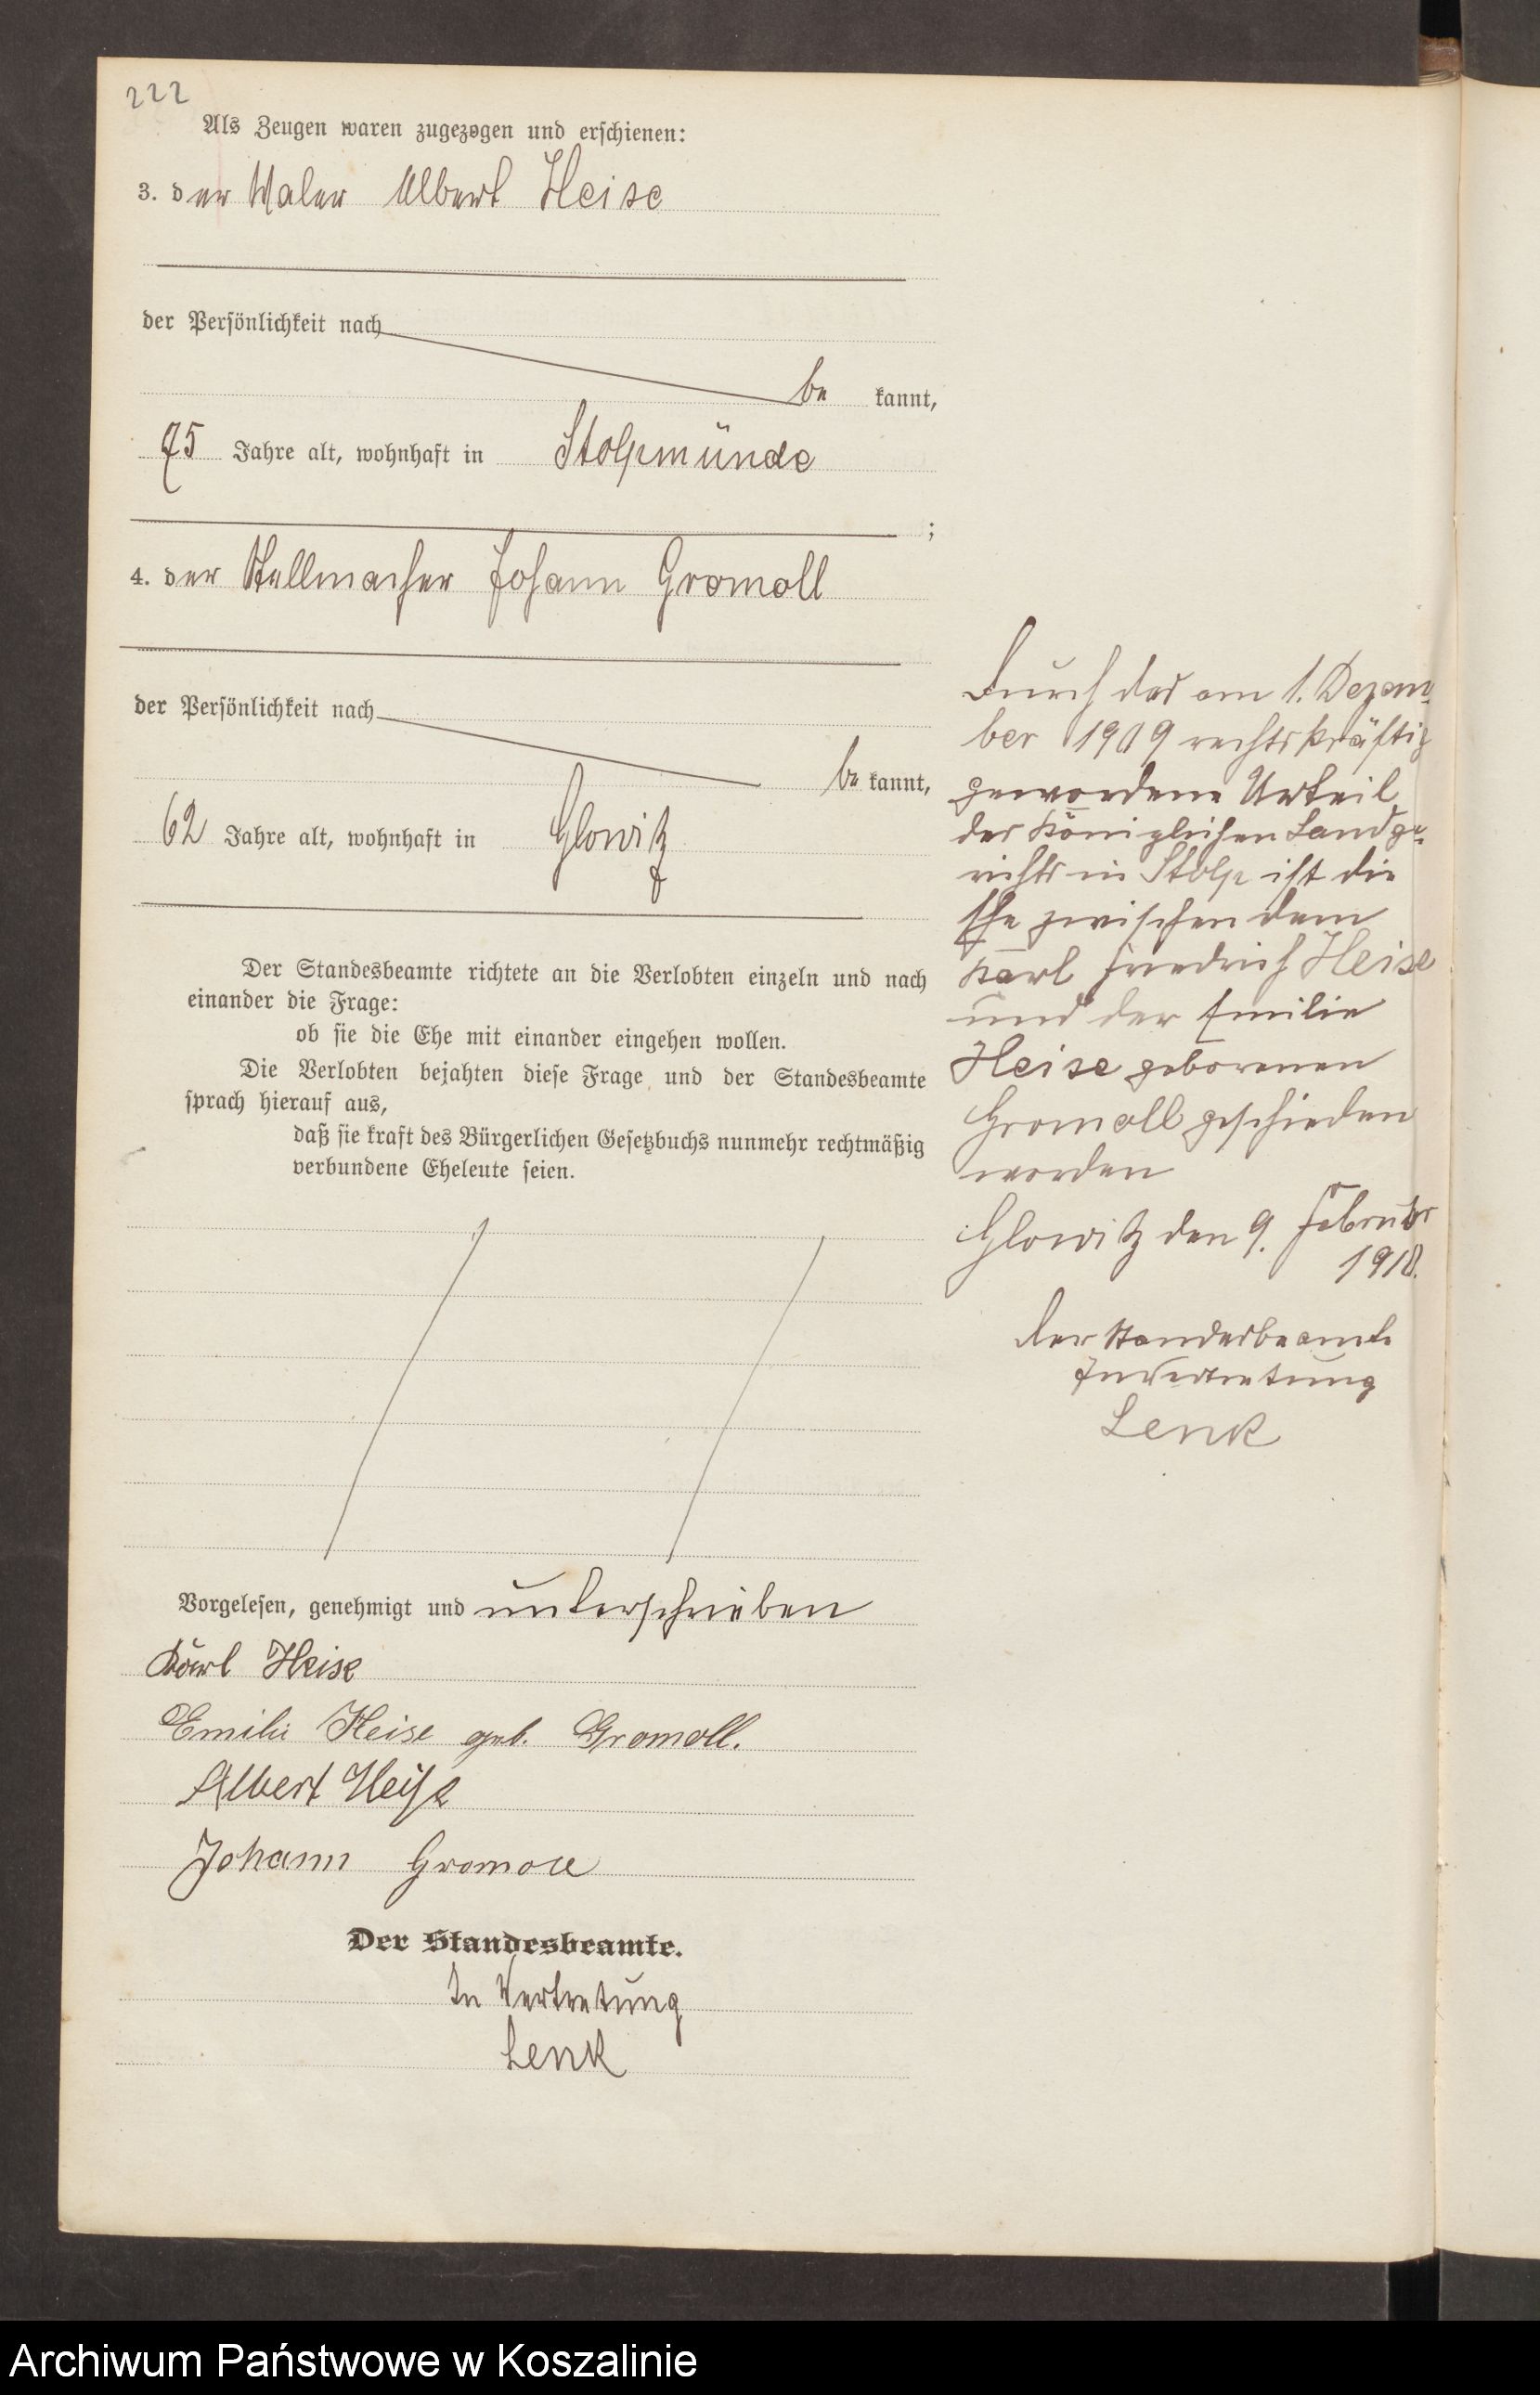 222
Als Zeugen waren zugezogen und erschienen:
3. der Maler Albert Heise
der Persönlichkeit nach
be kannt,
75 Jahre alt, wohnhaft in Stolpmünde
;
4. der Stellmacher Johann Gromoll
der Persönlichkeit nach
be kannt,
62 Jahre alt, wohnhaft in Glowitz
Der Standesbeamte richtete an die Verlobten einzeln und nach
einander die Frage:
ob sie die Ehe mit einander eingehen wollen.
Die Verlobten bejahten diese Frage und der Standesbeamte
sprach hierauf aus,
daß sie kraft des Bürgerlichen Gesetzbuchs nunmehr rechtmäßig
verbundene Eheleute seien.
Vorgelesen, genehmigt und unterschrieben
Karl Heise
Emilie Heise geb. Gromoll.
Albert Heise
Johann Gromoll
Der Standesbeamte.
In Vertretung
Lenk
Durch das am 1. Dezem
ber 1909 rechtskräftig
gewordene Urteil
des Königlichen Landge-
richts in Stolp ist die
Ehe zwischen dem
Karl Friedrich Heise
und der Emilie
Heise geborenen
Gromoll geschieden
worden
Glowitz den 9. Februar
1910.
Der Standesbeamte
In Vertretung
Lenk
Archiwum Państwowe w Koszalinie